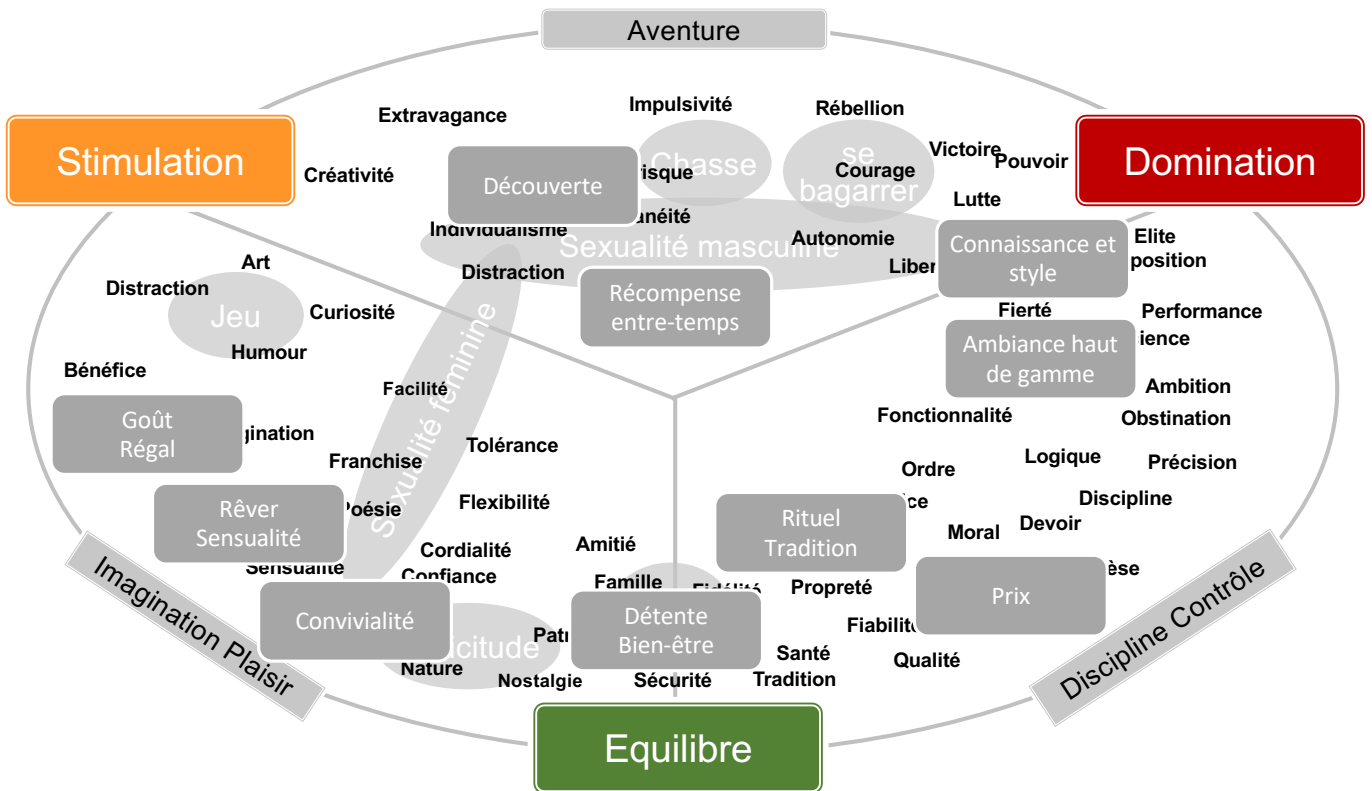 Aventure
Stimulation
Domination
Extravagance
Impulsivité
Rébellion
Créativité
Découverte
risque
Chasse
se
bagarrer
Courage
Victoire
Pouvoir
Lutte
Individualisme
Sexualité masculine
Autonomie
Connaissance et
style
Elite
position
Distraction
Récompense
entre-temps
Art
Distraction
Jeu
Curiosité
Humour
Bénéfice
Fierté
Performance
Ambiance haut
de gamme
Ambition
Facilité
Sexualité féminine
Goût
Régal
Fonctionnalité
Obstination
Franchise
Tolérance
Ordre
Logique
Précision
Rêver
Sensualité
Poésie
Flexibilité
Rituel
Tradition
Discipline
Moral
Devoir
Sensualité
Cordialité
Confiance
Amitié
Famille
Fidélité
Propreté
Prix
Imagination Plaisir
Convivialité
Détente
Bien-être
Fiabilité
Discipline Contrôle
Nature
Nostalgie
Sécurité
Santé
Tradition
Qualité
Equilibre